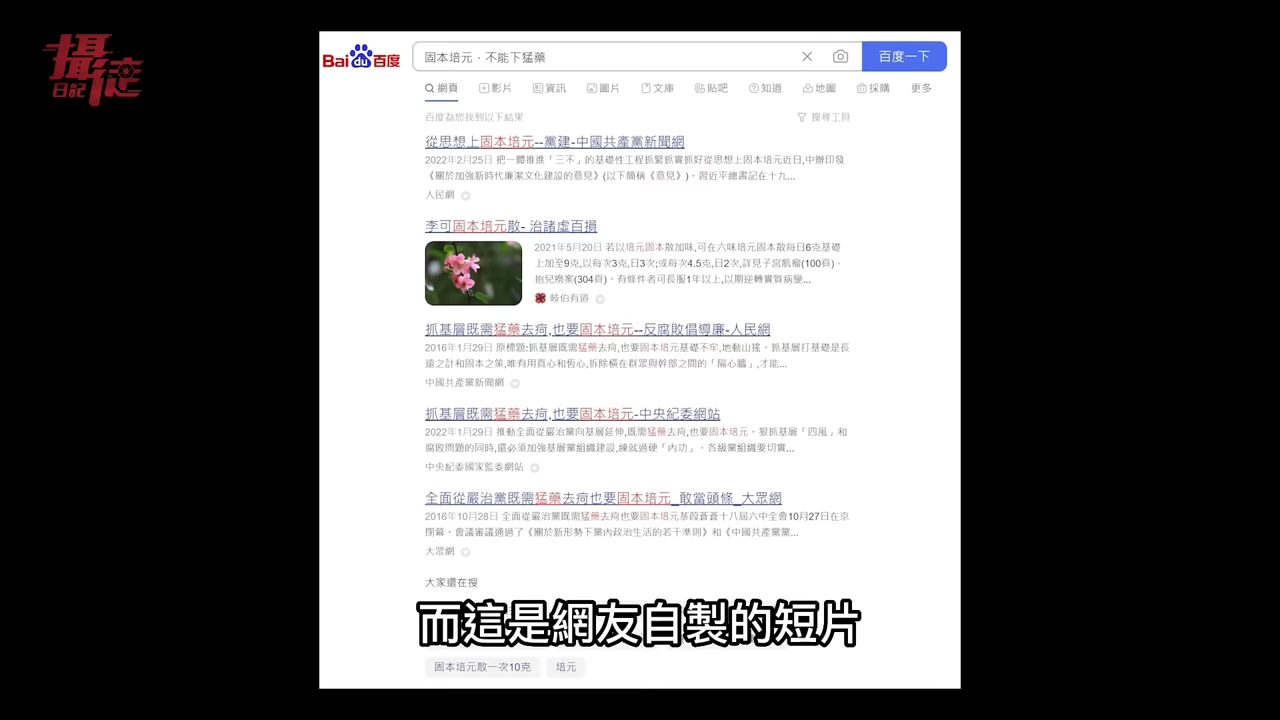 攝徒日記
Baidu百度
固本培元，不能下猛藥
百度一下
網頁 影片 資訊 圖片 文庫 貼吧 知道 地圖 採購 更多
百度為您找到以下結果
搜尋工具
從思想上固本培元--黨建-中國共產黨新聞網
2022年2月25日 把一體推進「三不」的基礎性工程抓緊抓實抓好從思想上固本培元近日,中辦印發
《關於加強新時代廉潔文化建設的意見》(以下簡稱《意見》)。習近平總書記在十九...
人民網
李可固本培元散- 治諸虛百損
2021年5月20日 若以培元固本散加味,可在六味培元固本散每日6克基礎
上加至9克,以每次3克,日3次;或每次4.5克,日2次,詳見子宮肌瘤(100頁)、
抱兒癆案(304頁)。有條件者可長服1年以上,以期逆轉實質病變...
岐伯有道
抓基層既需猛藥去疴,也要固本培元--反腐敗倡導廉-人民網
2016年1月29日 原標題:抓基層既需猛藥去疴,也要固本培元基礎不牢,地動山搖。抓基層打基礎是長
遠之計和固本之策,唯有用真心和恆心,拆除橫在群眾與幹部之間的「隔心牆」,才能...
中國共產黨新聞網
抓基層既需猛藥去疴,也要固本培元-中央紀委網站
2022年1月29日 推動全面從嚴治黨向基層延伸,既需猛藥去疴,也要固本培元。狠抓基層「四風」和
腐敗問題的同時,還必須加強基層黨組織建設,練就過硬「內功」。各級黨組織要切實...
中央紀委國家監委網站
全面從嚴治黨既需猛藥去疴也要固本培元_敢當頭條_大眾網
2016年10月28日 全面從嚴治黨既需猛藥去疴也要固本培元菾葭蒼蒼十八屆六中全會10月27日在京
閉幕。會議審議通過了《關於新形勢下黨內政治生活的若干準則》和《中國共產黨黨...
大眾網
大家還在搜
而這是網友自製的短片
固本培元散一次10克 培元